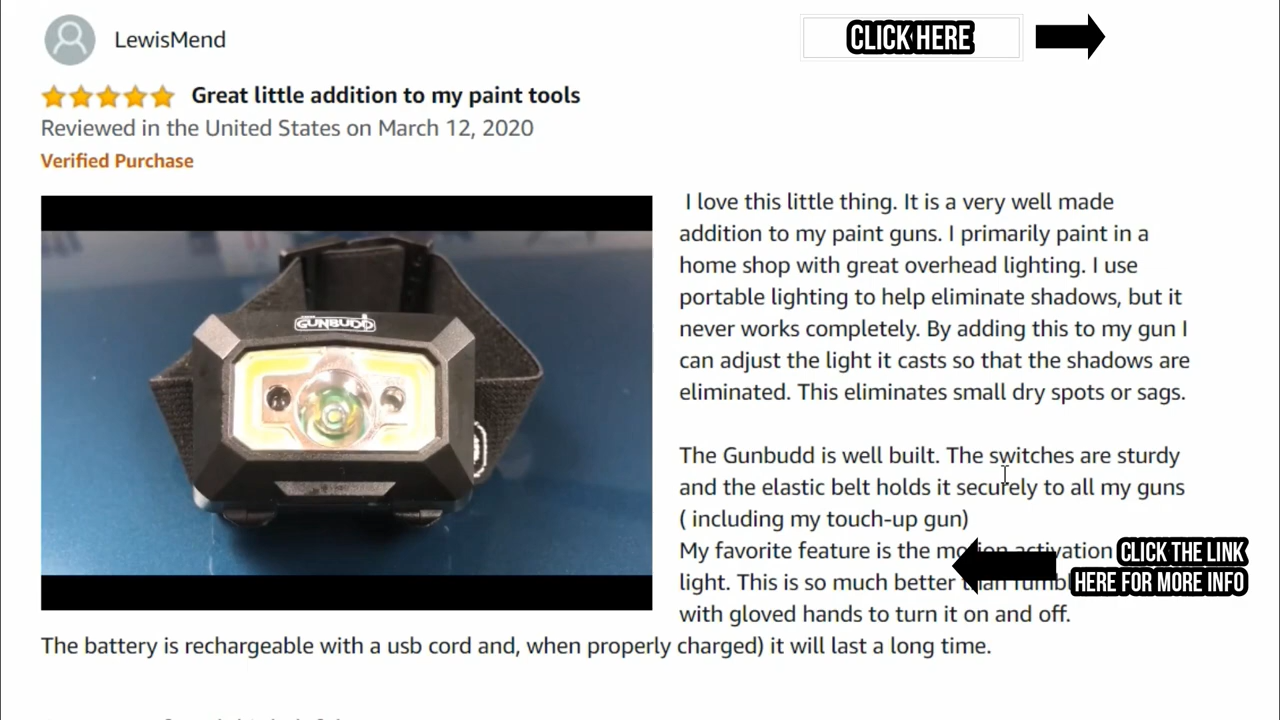 LewisMend
CLICK HERE
Great little addition to my paint tools
Reviewed in the United States on March 12, 2020
Verified Purchase
GUNBUDD
I love this little thing. It is a very well made
addition to my paint guns. I primarily paint in a
home shop with great overhead lighting. I use
portable lighting to help eliminate shadows, but it
never works completely. By adding this to my gun I
can adjust the light it casts so that the shadows are
eliminated. This eliminates small dry spots or sags.
The Gunbudd is well built. The switches are sturdy
and the elastic belt holds it securely to all my guns
( including my touch-up gun)
My favorite feature is the motion activation
light. This is so much better than
with gloved hands to turn it on and off.
The battery is rechargeable with a usb cord and, when properly charged) it will last a long time.
CLICK THE LINK
HERE FOR MORE INFO